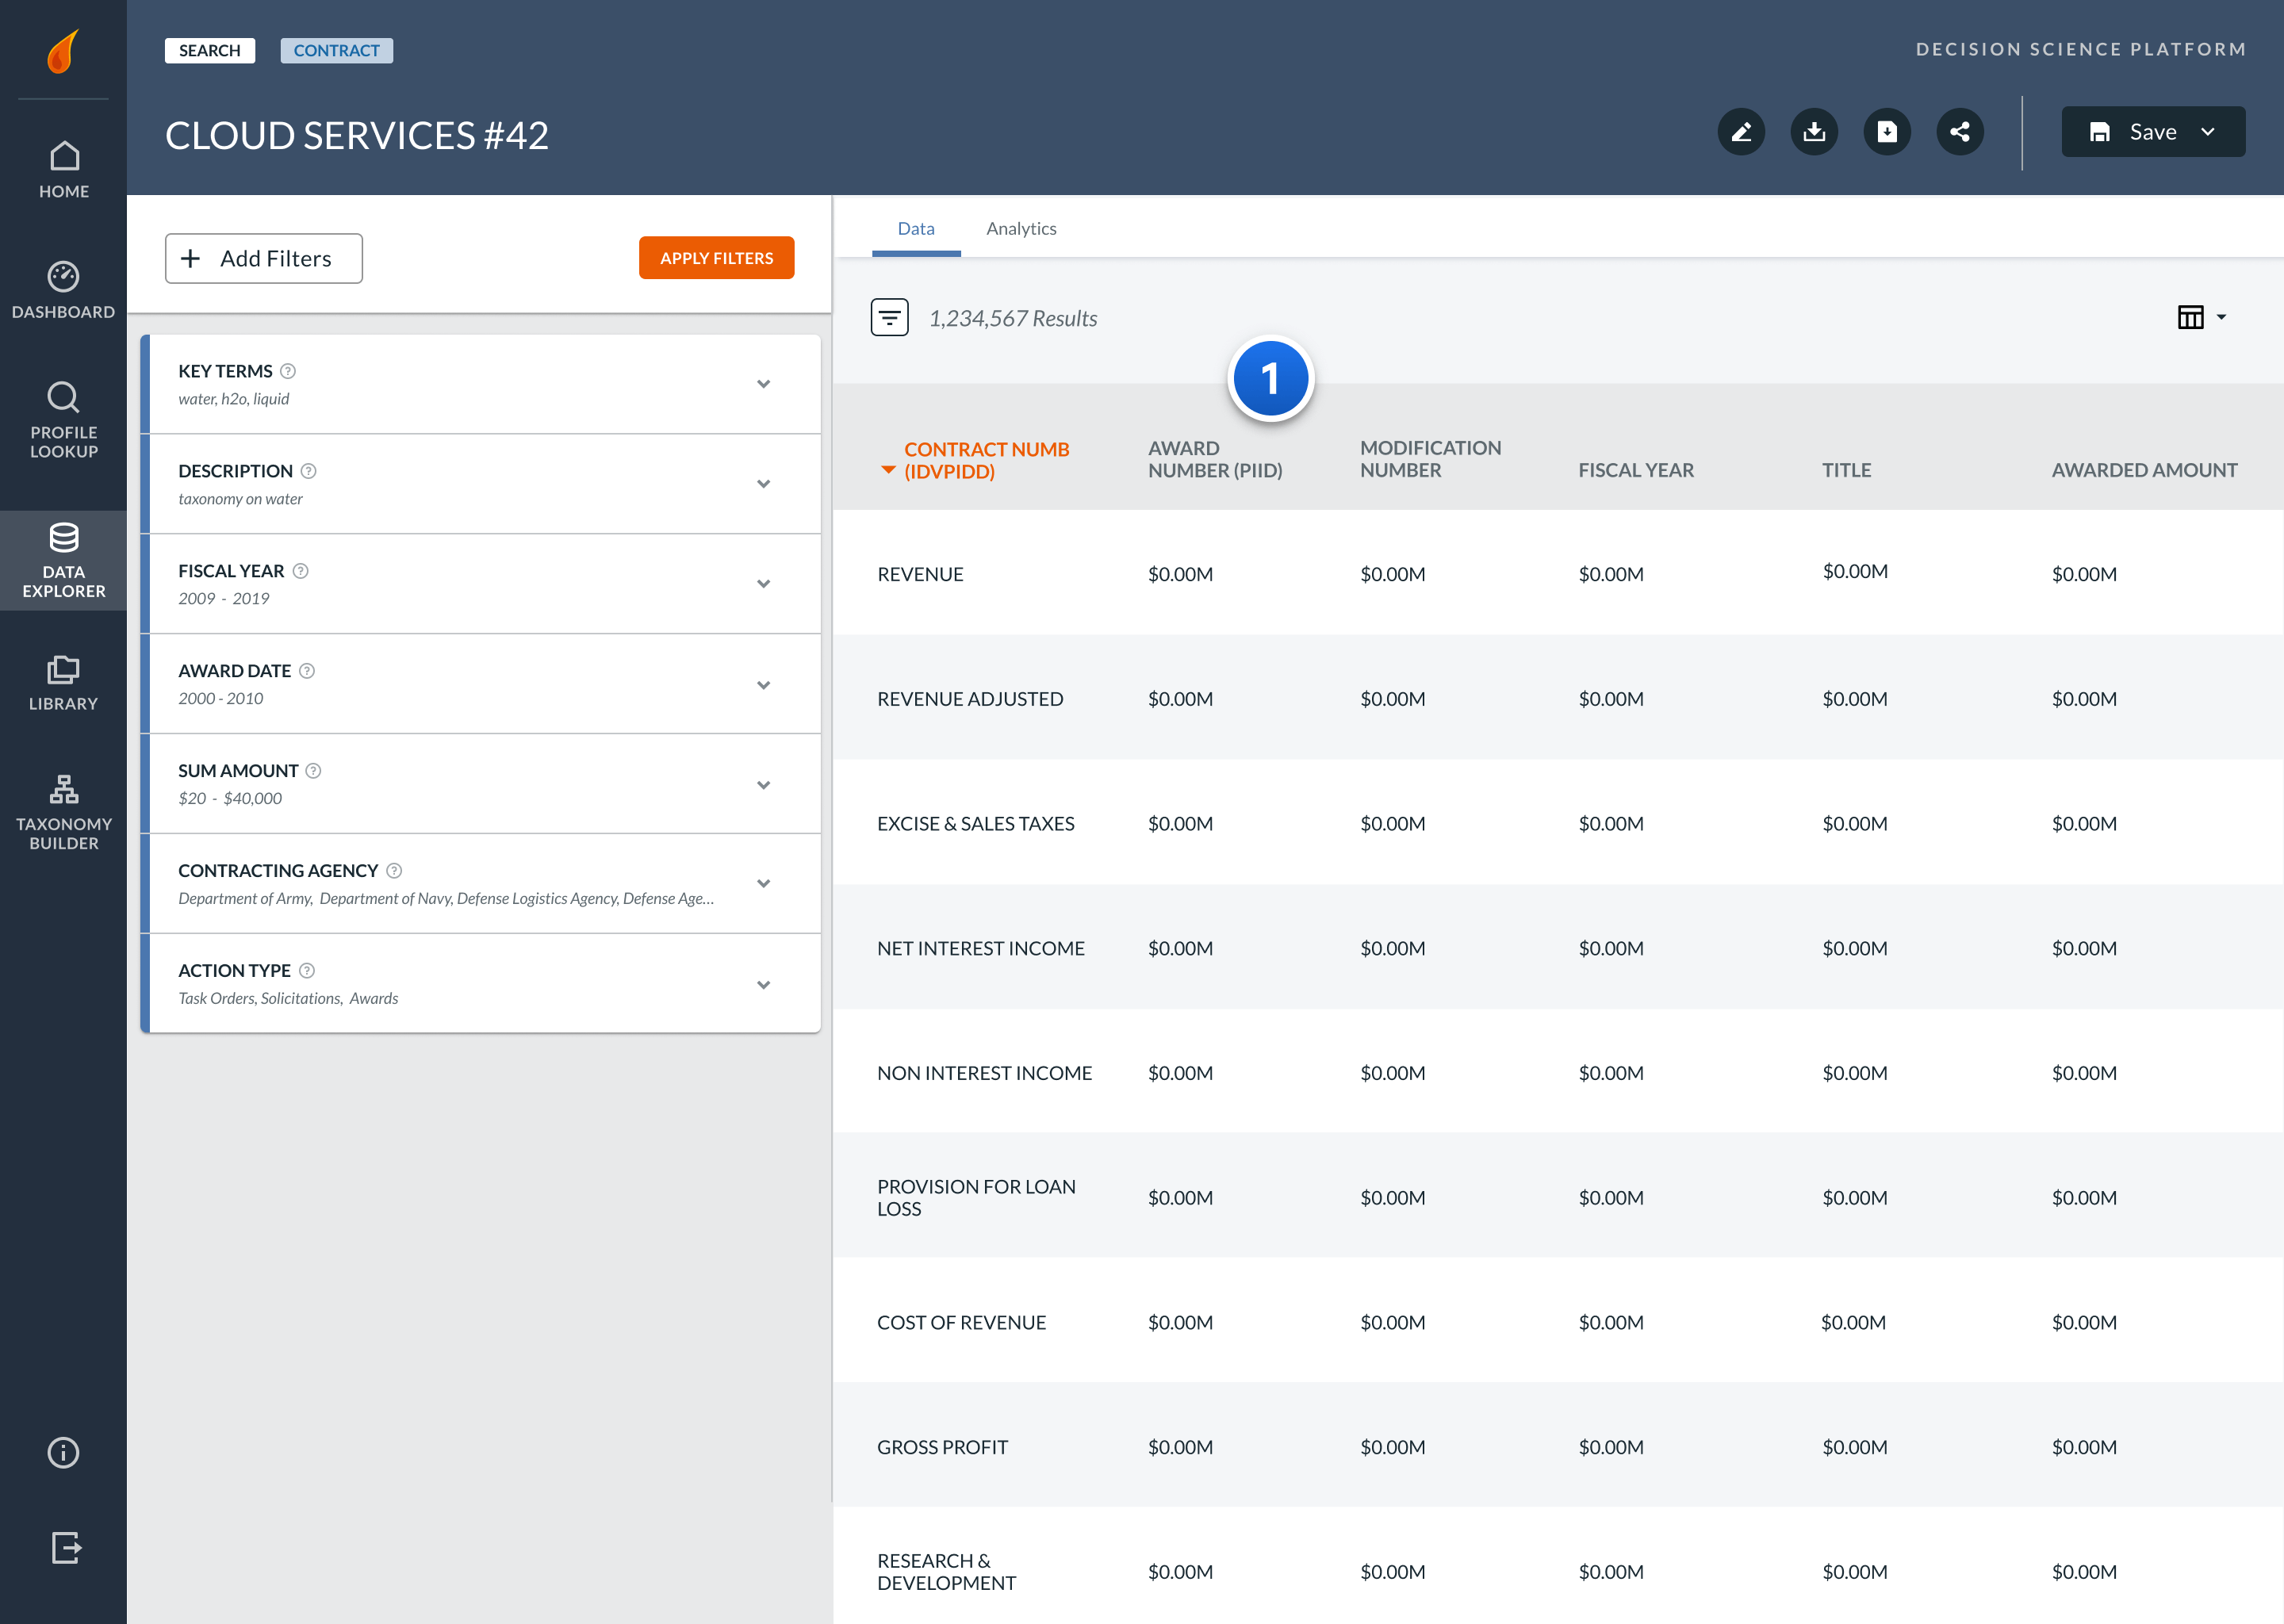 SEARCH
CONTRACT
DECISION SCIENCE PLATFORM
CLOUD SERVICES #42
Save
HOME
DASHBOARD
PROFILE
LOOKUP
DATA
EXPLORER
LIBRARY
TAXONOMY
BUILDER
Add Filters
APPLY FILTERS
KEY TERMS ?
water, h2o, liquid
DESCRIPTION ?
taxonomy on water
FISCAL YEAR ?
2009 - 2019
AWARD DATE ?
2000 - 2010
SUM AMOUNT ?
$20 - $40,000
CONTRACTING AGENCY ?
Department of Army, Department of Navy, Defense Logistics Agency, Defense Age...
ACTION TYPE ?
Task Orders, Solicitations, Awards
Data
Analytics
1,234,567 Results
1
CONTRACT NUMB
(IDVPIDD)
AWARD
NUMBER (PIID)
MODIFICATION
NUMBER
FISCAL YEAR
TITLE
AWARDED AMOUNT
REVENUE $0.00M $0.00M $0.00M $0.00M $0.00M
REVENUE ADJUSTED $0.00M $0.00M $0.00M $0.00M $0.00M
EXCISE & SALES TAXES $0.00M $0.00M $0.00M $0.00M $0.00M
NET INTEREST INCOME $0.00M $0.00M $0.00M $0.00M $0.00M
NON INTEREST INCOME $0.00M $0.00M $0.00M $0.00M $0.00M
PROVISION FOR LOAN
LOSS
$0.00M $0.00M $0.00M $0.00M $0.00M
COST OF REVENUE $0.00M $0.00M $0.00M $0.00M $0.00M
GROSS PROFIT $0.00M $0.00M $0.00M $0.00M $0.00M
RESEARCH &
DEVELOPMENT
$0.00M $0.00M $0.00M $0.00M $0.00M